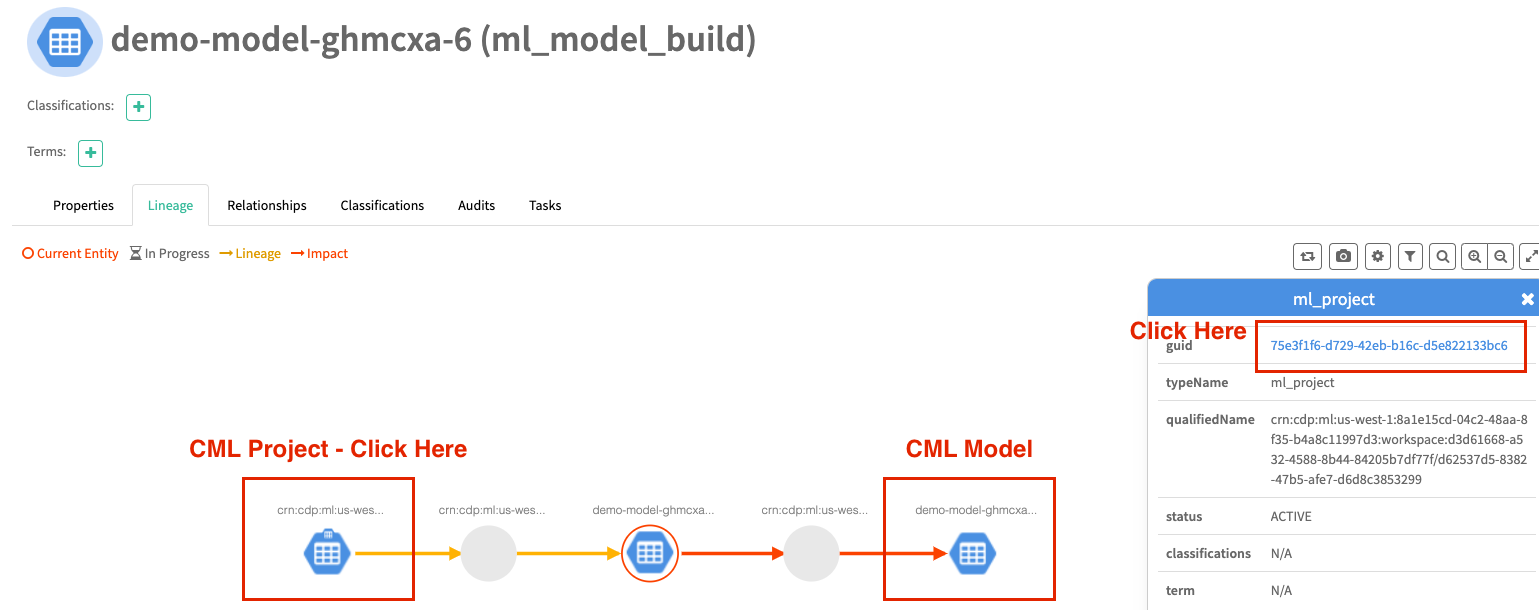 demo-model-ghmcxa-6 (ml_model_build)
Classifications:
Terms:
Properties Lineage Relationships Classifications Audits Tasks
Current Entity In Progress Lineage Impact
ml_project
Click Here
guid 75e3f1f6-d729-42eb-b16c-d5e822133bc6
typeName ml_project
qualifiedName crn:cdp:ml:us-west-1:8a1e15cd-04c2-48aa-8
f35-b4a8c11997d3:workspace:d3d61668-a5
32-4588-8b44-84205b7df77f/d62537d5-8382
-47b5-afe7-d6d8c3853299
status ACTIVE
classifications N/A
term N/A
CML Project - Click Here
CML Model
crn:cdp:ml:us-wes... crn:cdp:ml:us-wes... demo-model-ghmcxa... crn:cdp:ml:us-wes... demo-model-ghmcxa...